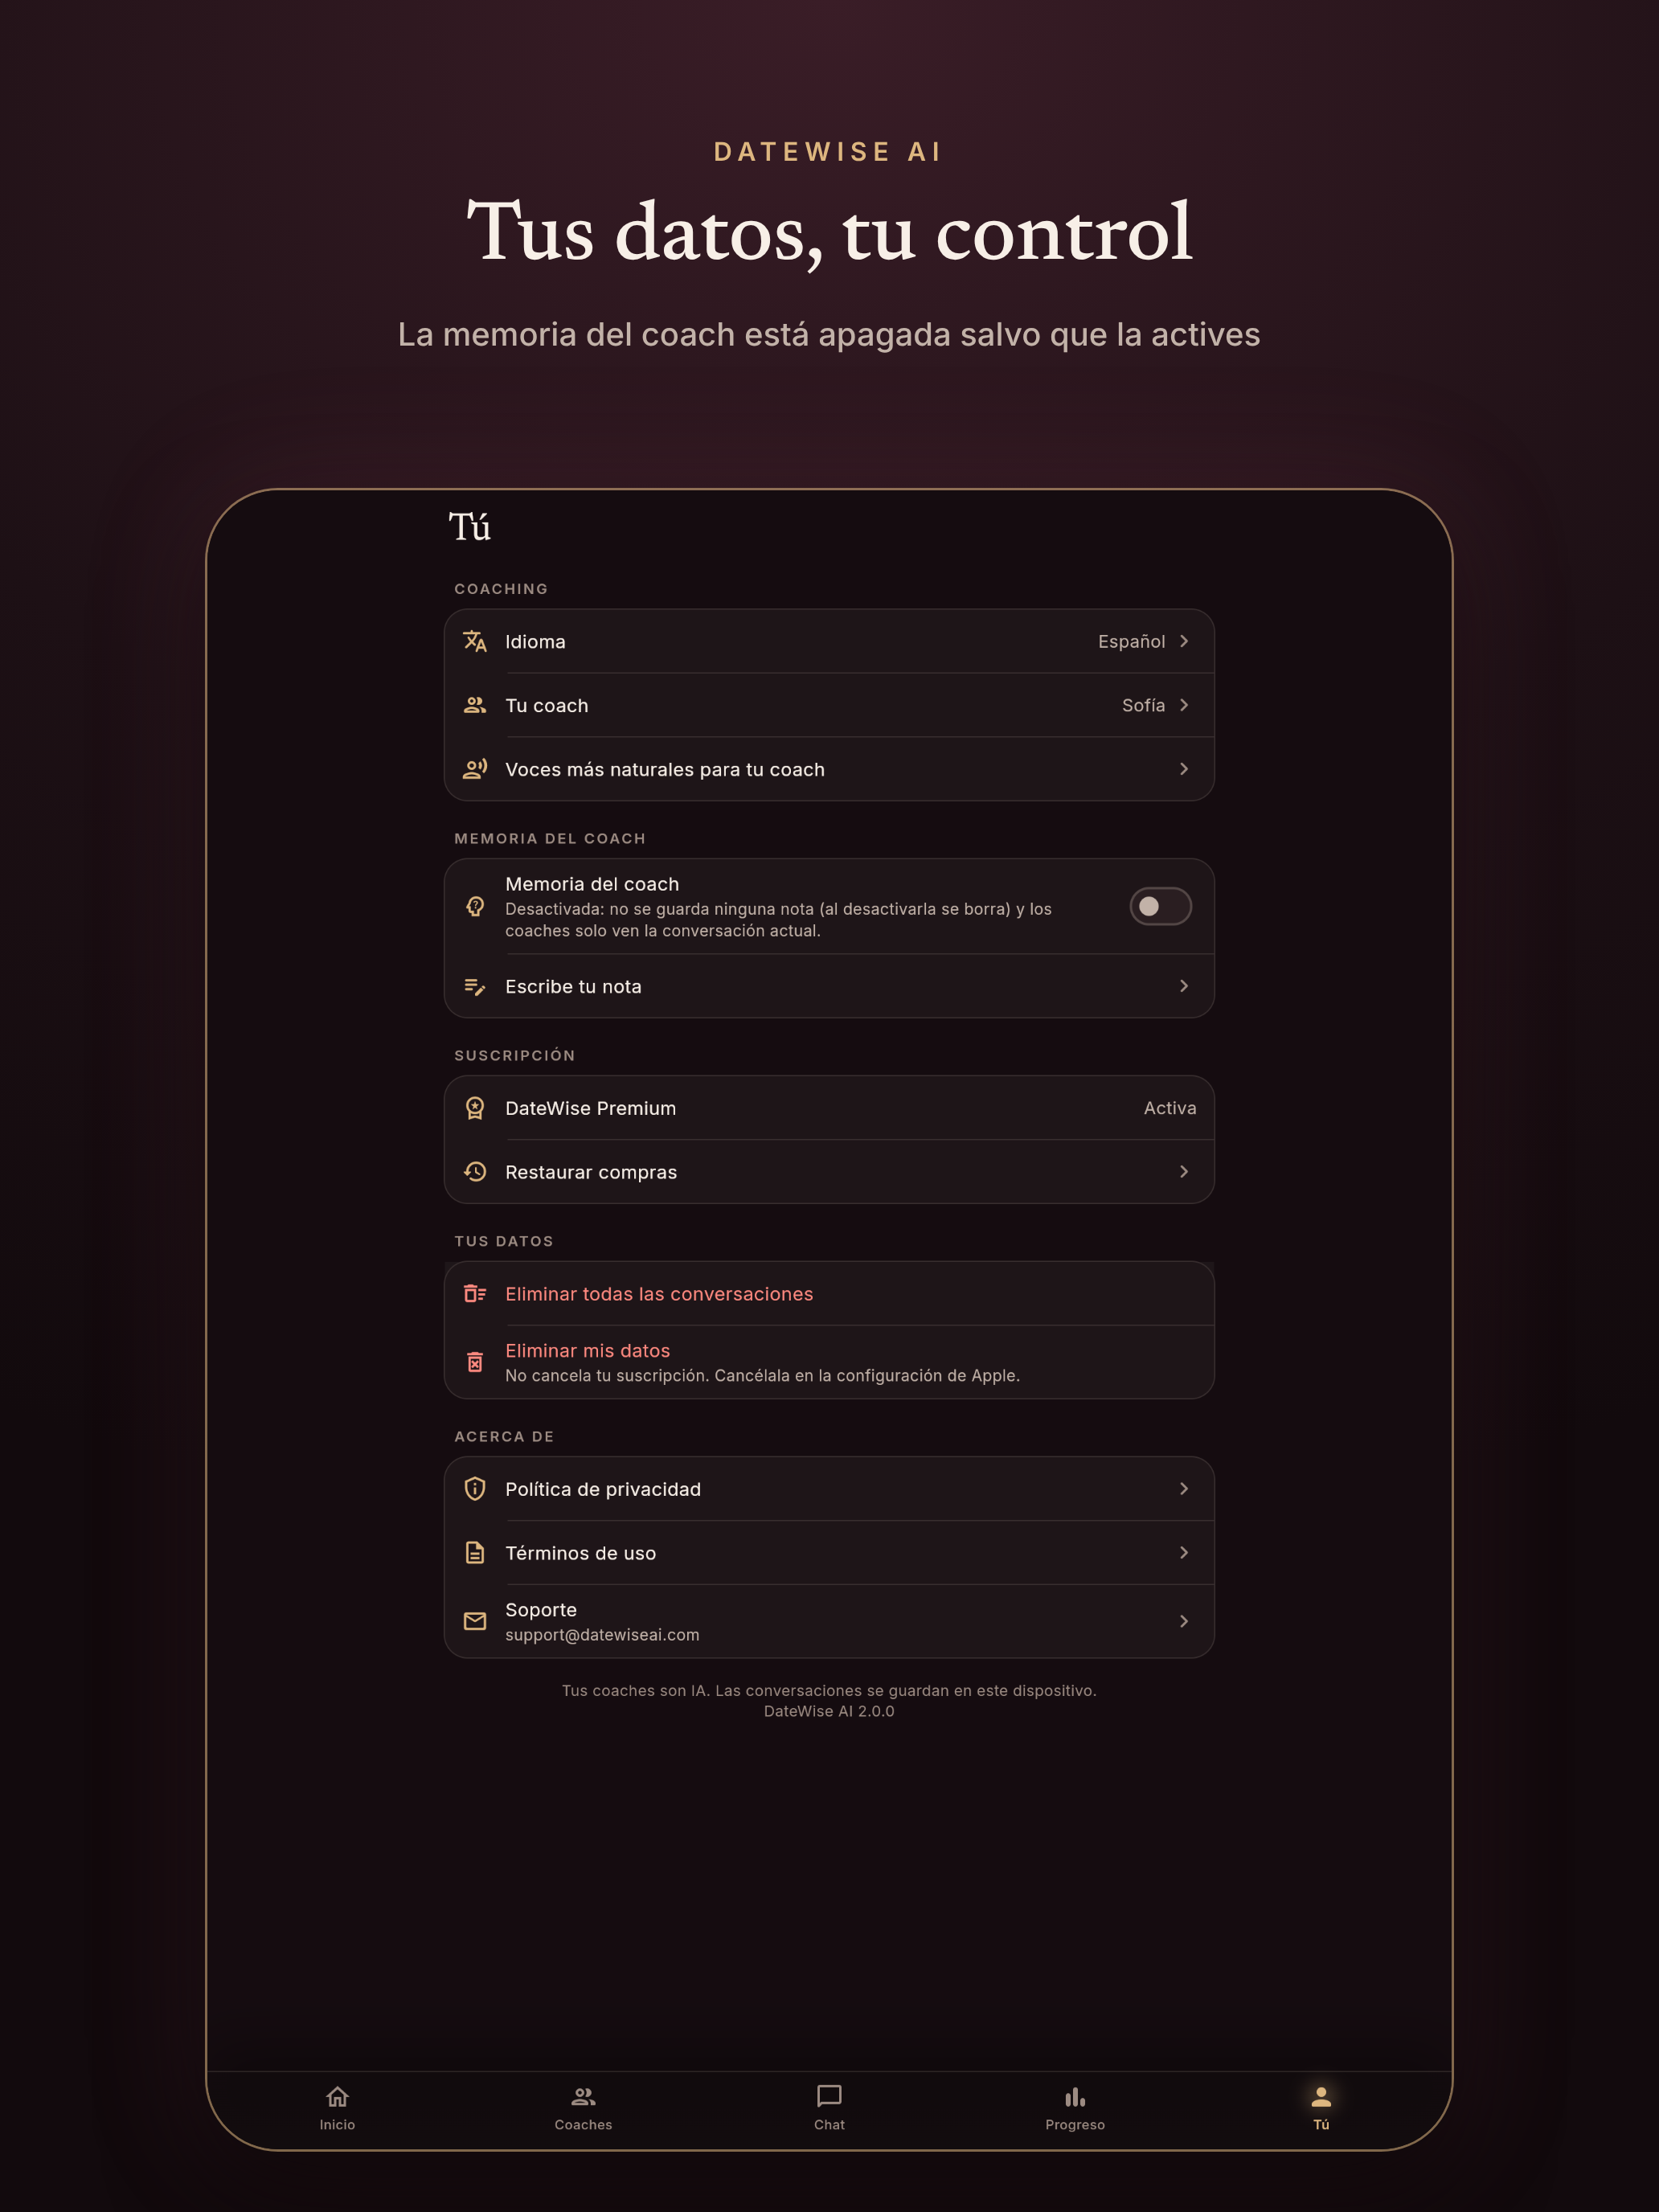 DATEWISE AI
Tus datos, tu control
La memoria del coach está apagada salvo que la actives
Tú
COACHING
Idioma Español
Tu coach Sofía
Voces más naturales para tu coach
MEMORIA DEL COACH
Memoria del coach
Desactivada: no se guarda ninguna nota (al desactivarla se borra) y los
coaches solo ven la conversación actual.
Escribe tu nota
SUSCRIPCIÓN
DateWise Premium Activa
Restaurar compras
TUS DATOS
Eliminar todas las conversaciones
Eliminar mis datos
No cancela tu suscripción. Cancélala en la configuración de Apple.
ACERCA DE
Política de privacidad
Términos de uso
Soporte
support@datewiseai.com
Tus coaches son IA. Las conversaciones se guardan en este dispositivo.
DateWise AI 2.0.0
Inicio Coaches Chat Progreso Tú